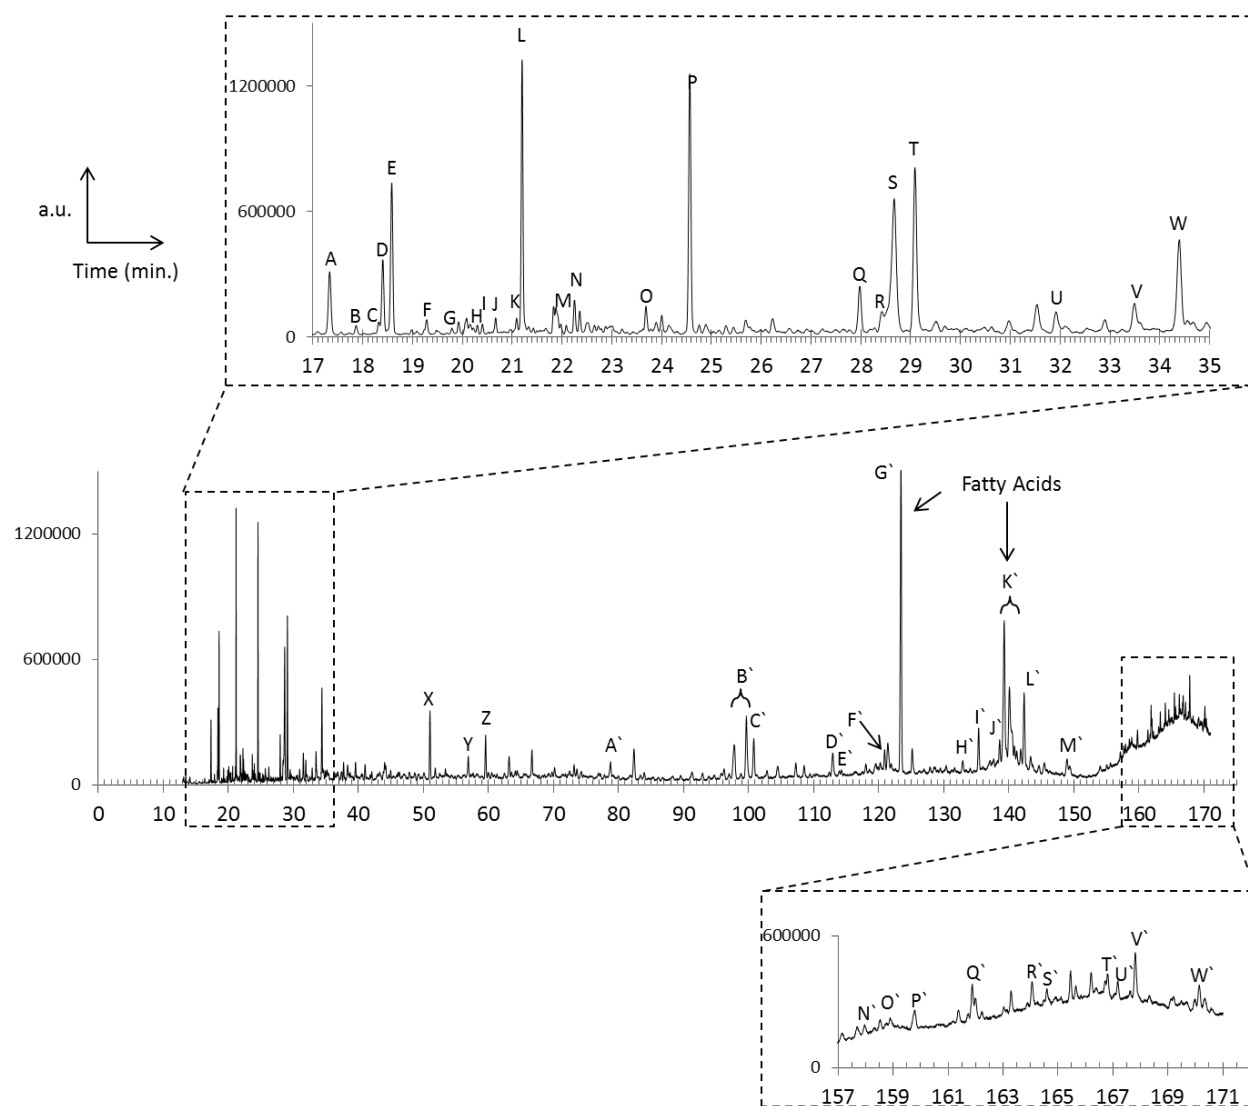 L
1200000
P
E
T
a.u.
600000
S
D
W
A
Q
N
V
O
R
U
B C
F
G H I J K
M
0
17 18 19 20 21 22 23 24 25 26 27 28 29 30 31 32 33 34 35
Time (min.)
G` Fatty Acids
1200000
K`
600000
B`
L`
X
Z
C`
F`
I`
J`
Y
A`
D`
E`
H`
M`
0
0 10 20 30 40 50 60 70 80 90 100 110 120 130 140 150 160 170
600000
V`
Q` R` S` T` U` W`
N` O` P`
0
157 159 161 163 165 167 169 171